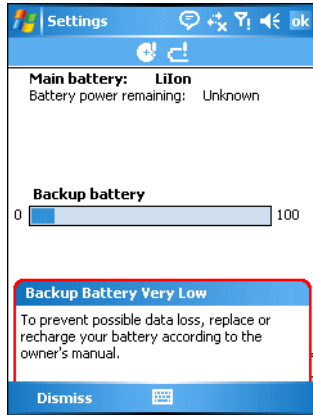 Settings ok
Main battery: LiIon
Battery power remaining: Unknown
Backup battery
0 100
Backup Battery Very Low
To prevent possible data loss, replace or
recharge your battery according to the
owner's manual.
Dismiss